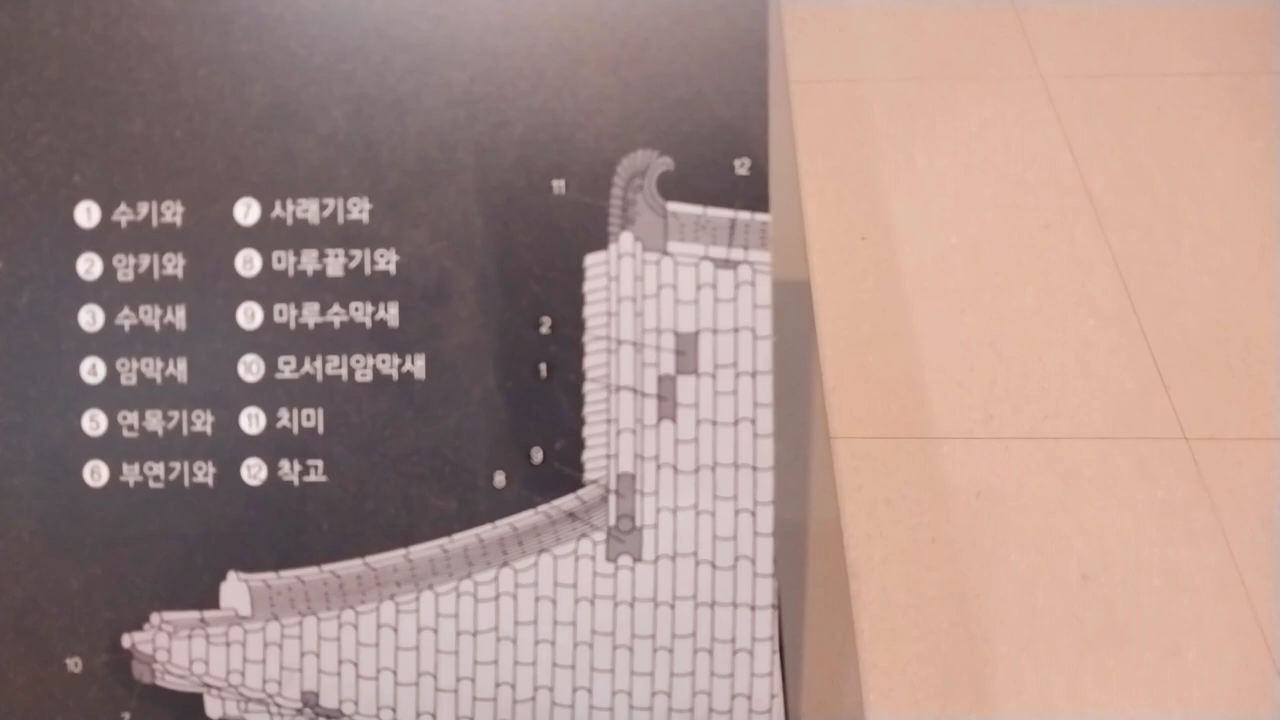 1 수키와
2 암키와
3 수막새
4 암막새
5 연목기와
6 부연기와
7 사래기와
8 마루끝기와
9 마루수막새
10 모서리암막새
11 치미
12 착고
11
12
2
1
9
8
10
7